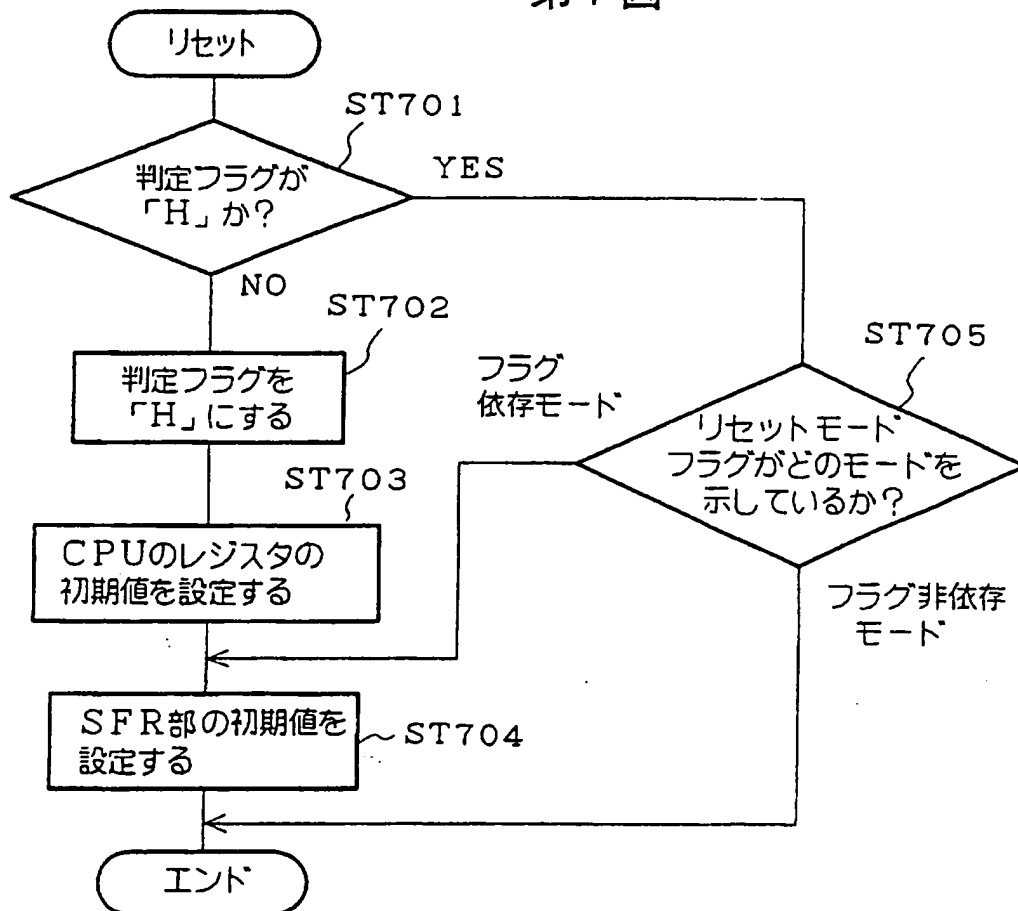 第7図
リセット
ST701
判定フラグが
「H」か?
YES
NO
ST702
判定フラグを
「H」にする
ST703
CPUのレジスタの
初期値を設定する
フラグ
依存モード
ST705
リセットモード
フラグがどのモードを
示しているか?
フラグ非依存
モード
SFR部の初期値を
設定する
ST704
エンド